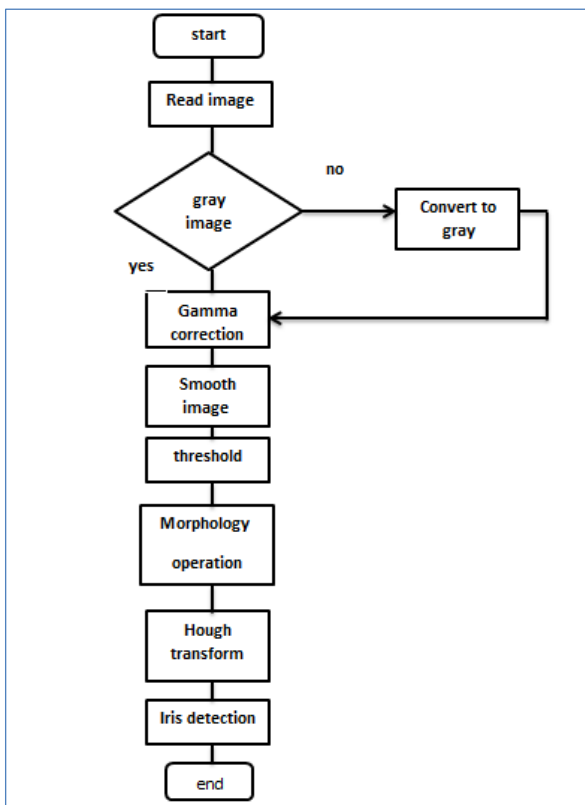 start
Read image
gray
image
no
Convert to
gray
yes
Gamma
correction
Smooth
image
threshold
Morphology
operation
Hough
transform
Iris detection
end